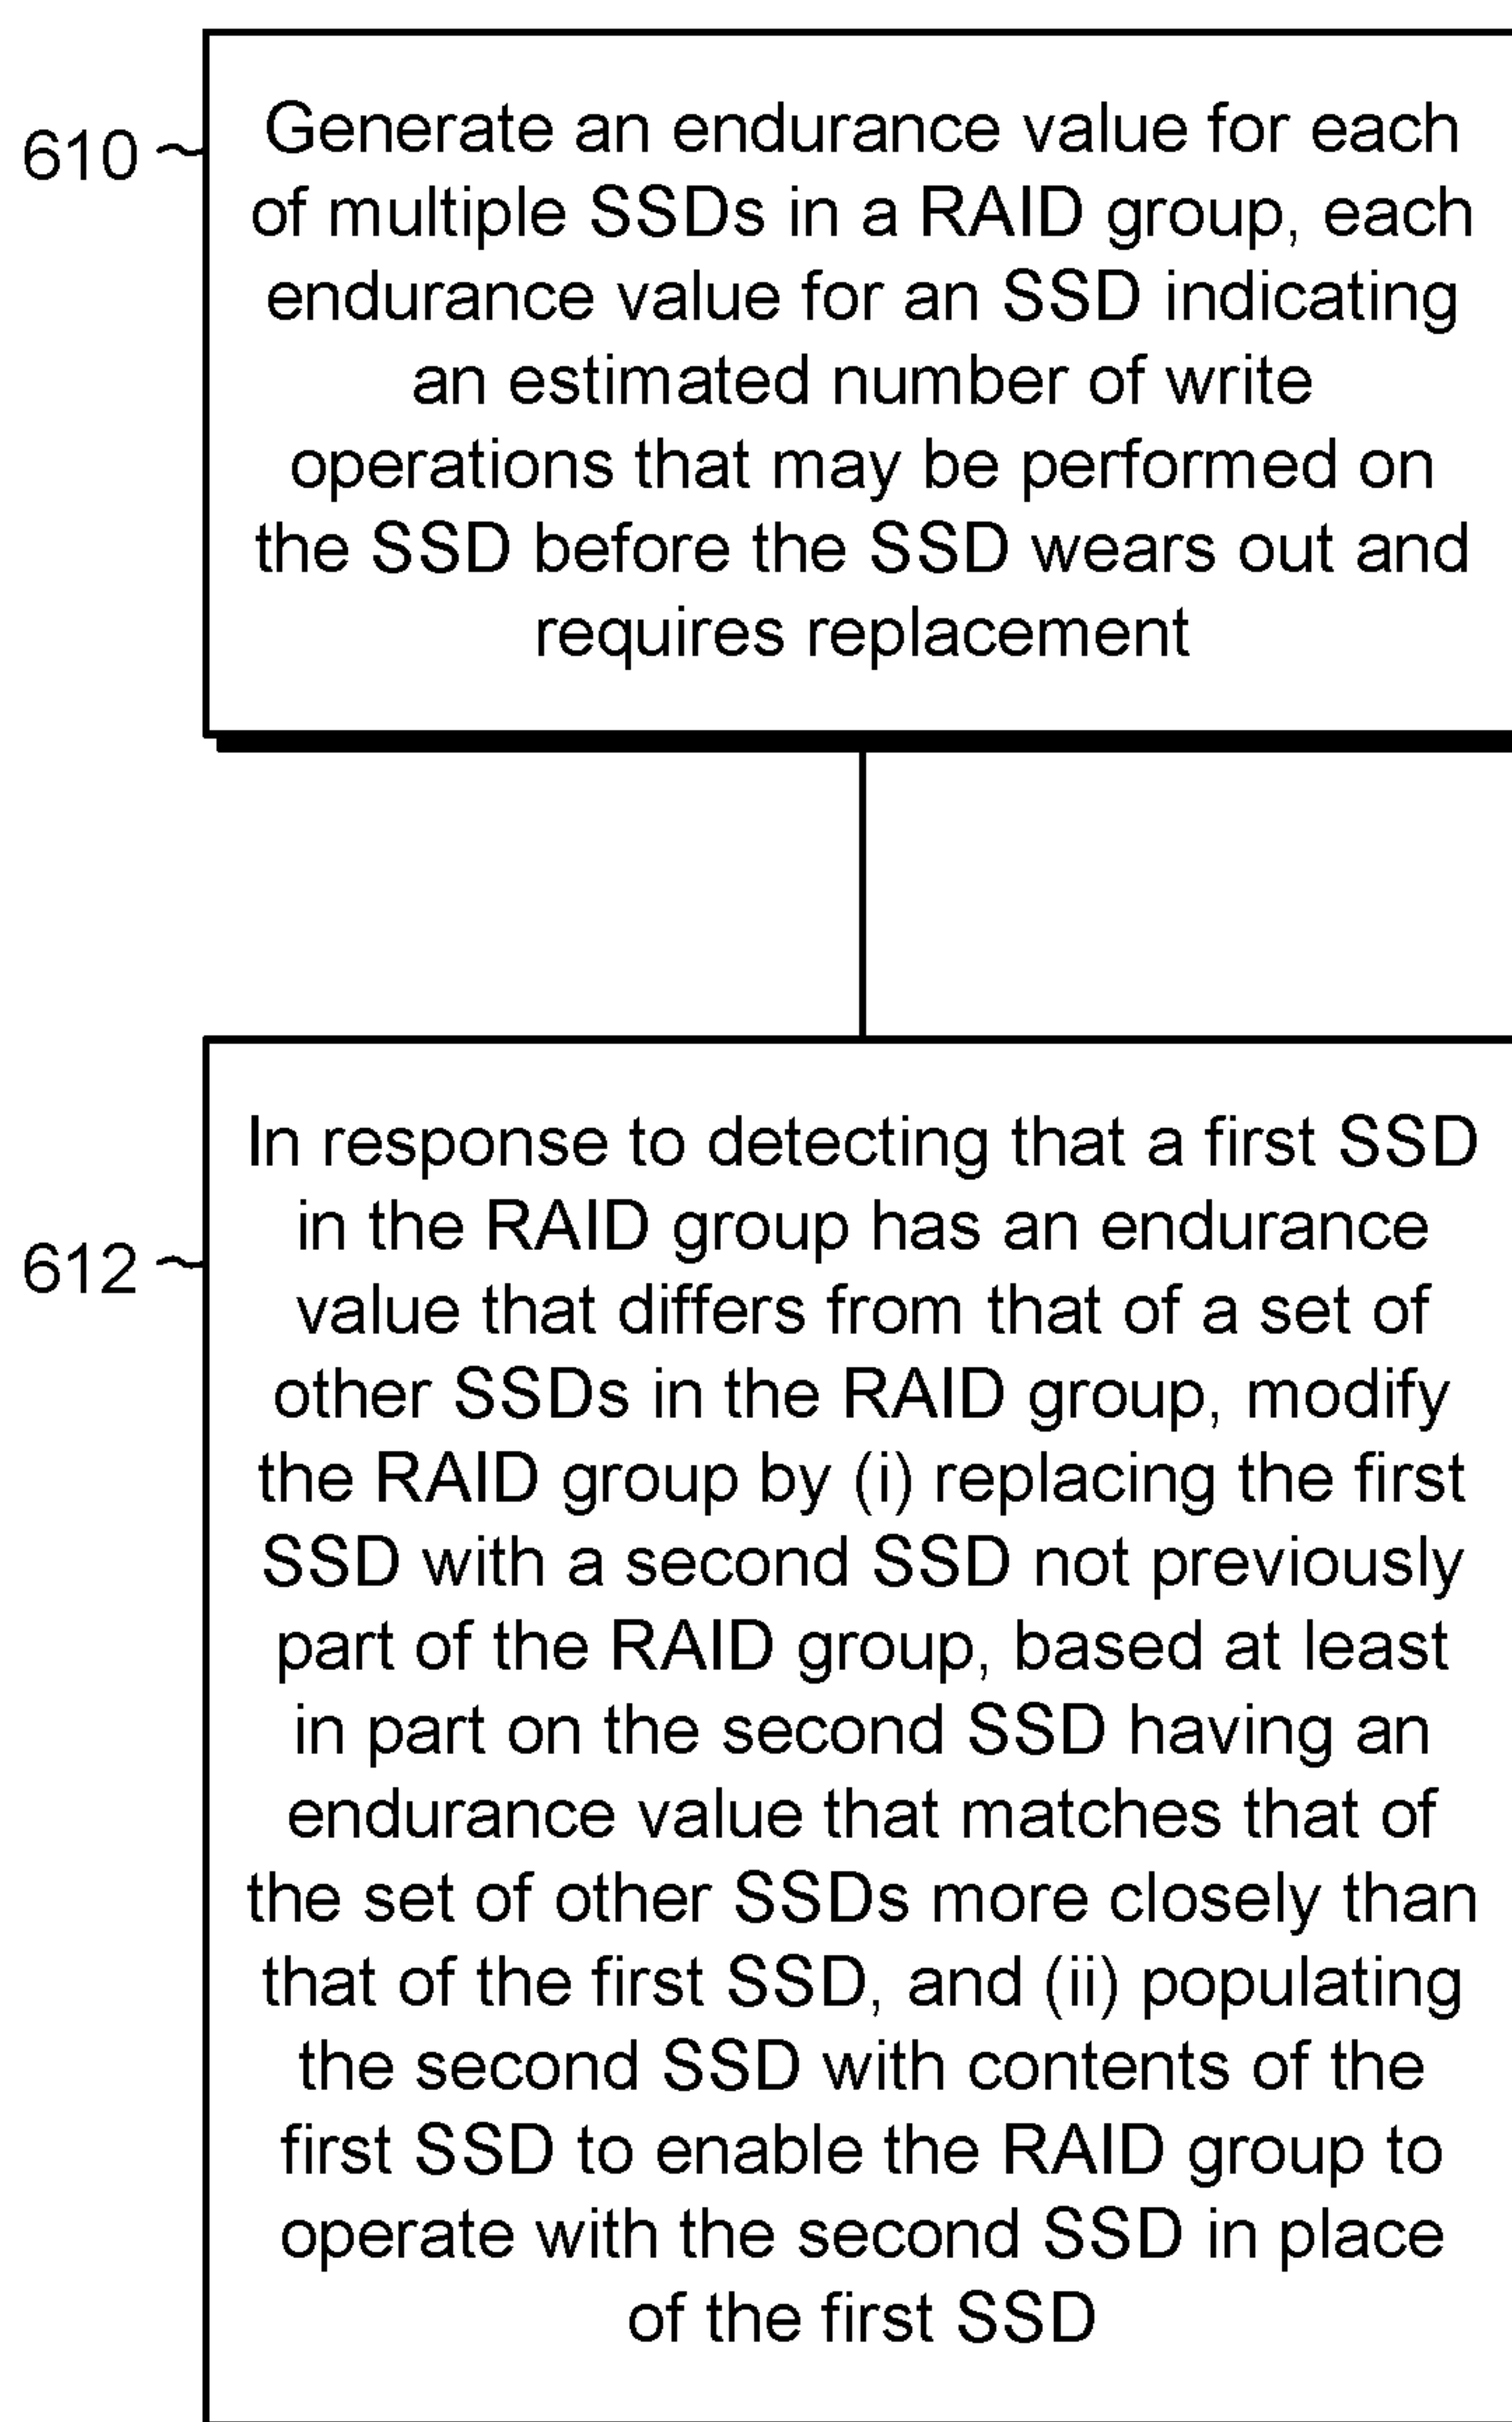 610
Generate an endurance value for each
of multiple SSDs in a RAID group, each
endurance value for an SSD indicating
an estimated number of write
operations that may be performed on
the SSD before the SSD wears out and
requires replacement
612
In response to detecting that a first SSD
in the RAID group has an endurance
value that differs from that of a set of
other SSDs in the RAID group, modify
the RAID group by (i) replacing the first
SSD with a second SSD not previously
part of the RAID group, based at least
in part on the second SSD having an
endurance value that matches that of
the set of other SSDs more closely than
that of the first SSD, and (ii) populating
the second SSD with contents of the
first SSD to enable the RAID group to
operate with the second SSD in place
of the first SSD